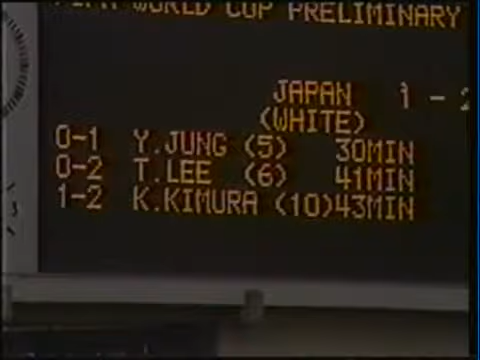 WORLD CUP PRELIMINARY
JAPAN 1 - 2
(WHITE)
0-1 Y.JUNG (5) 30MIN
0-2 T.LEE (6) 41MIN
1-2 K.KIMURA (10)43MIN